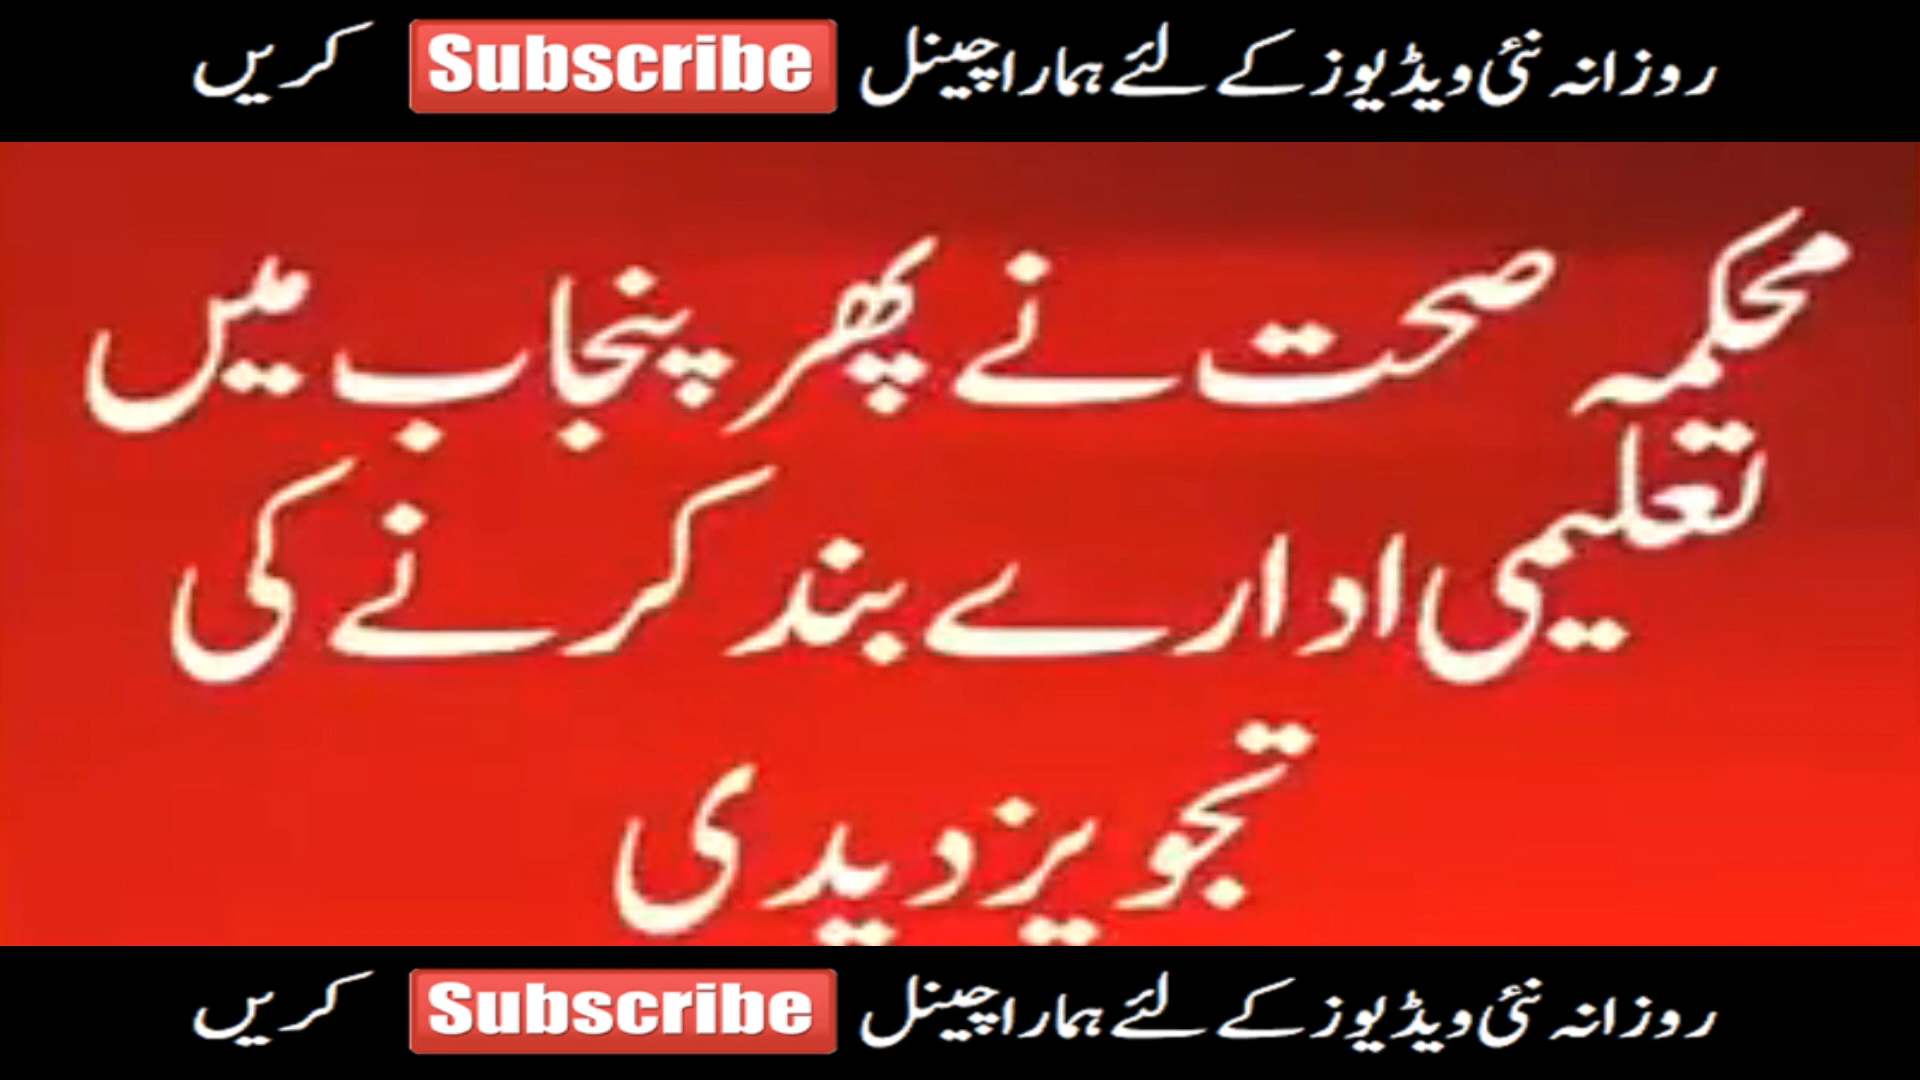 روزانہ نئی ویڈیوز کے لئے ہمارا چینل Subscribe کریں
محکمہ صحت نے پھر پنجاب میں
تعلیمی ادارے بند کرنے کی
تجویز دیدی
روزانہ نئی ویڈیوز کے لئے ہمارا چینل Subscribe کریں